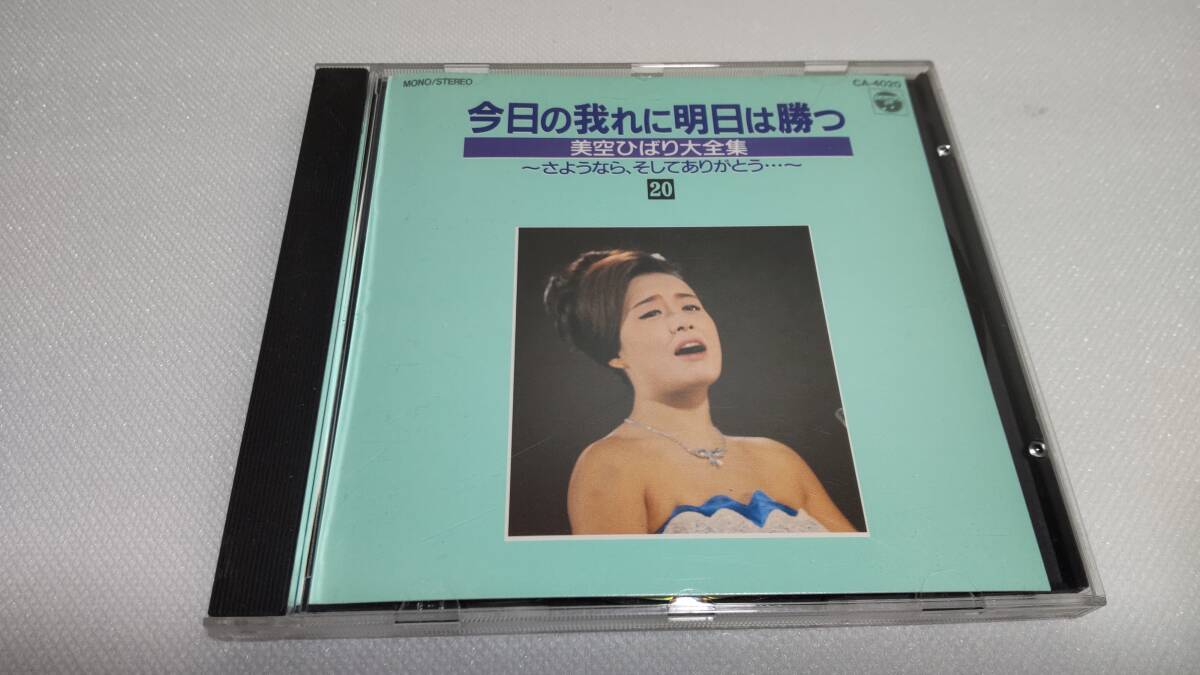 MONO/STEREO
CA-4020
今日の我れに明日は勝つ
美空ひばり大全集
～さようなら、そしてありがとう…～
20